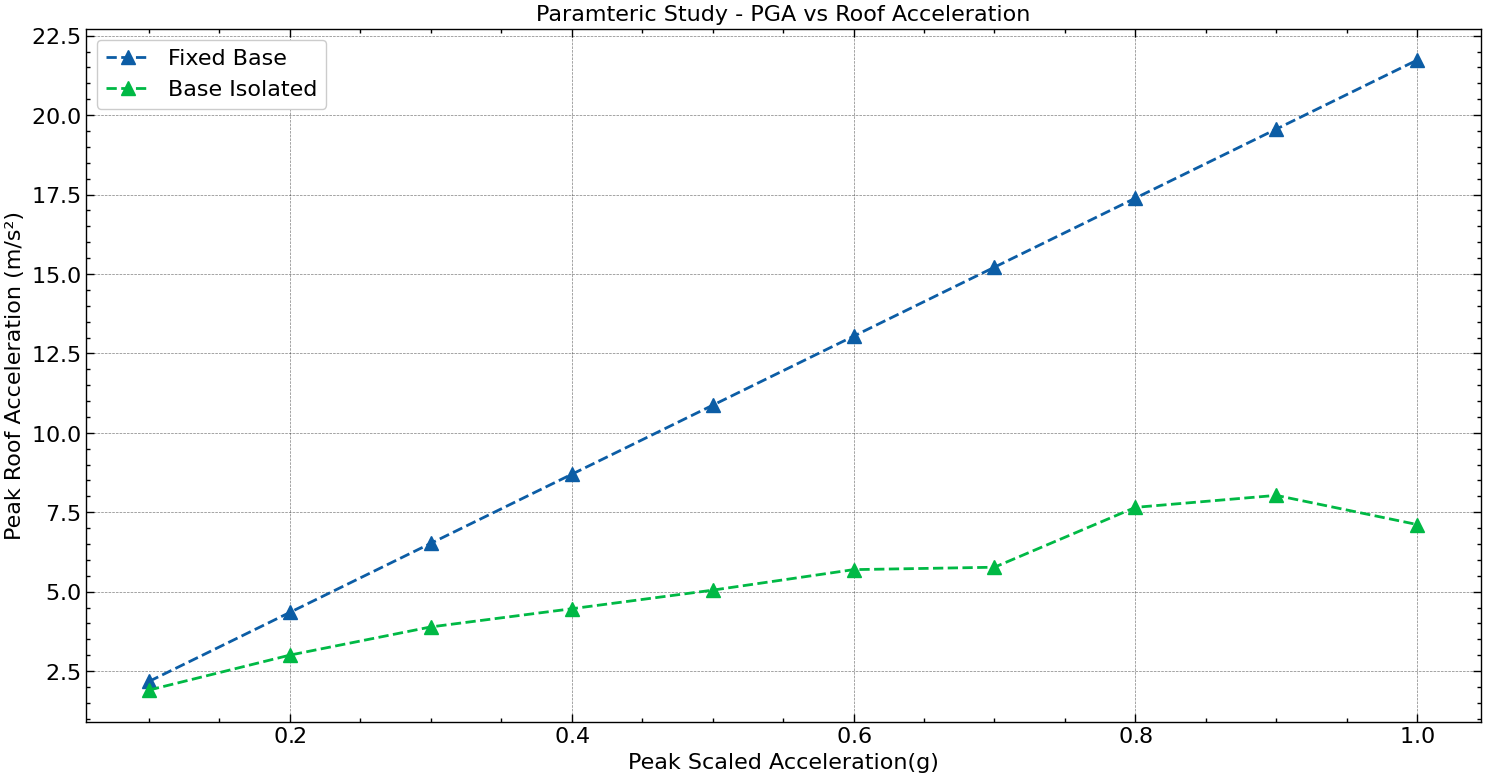 Paramteric Study - PGA vs Roof Acceleration
Fixed Base
Base Isolated
Peak Roof Acceleration (m/s²)
22.5
20.0
17.5
15.0
12.5
10.0
7.5
5.0
2.5
0.2 0.4 0.6 0.8 1.0
Peak Scaled Acceleration(g)